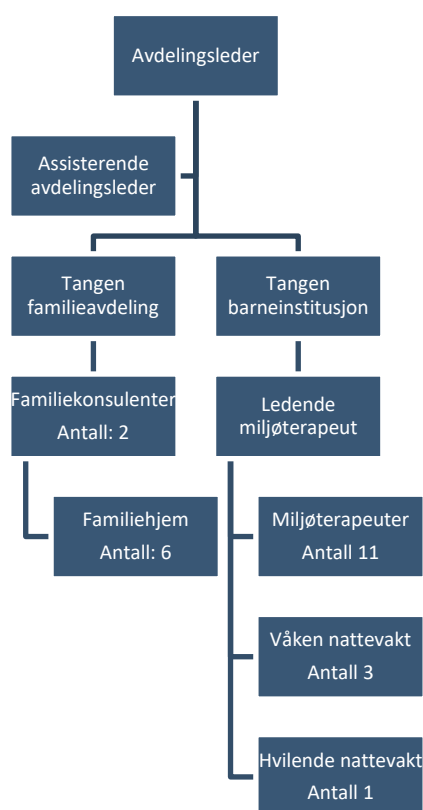 Avdelingsleder
Assisterende
avdelingsleder
Tangen
familieavdeling
Tangen
barneinstitusjon
Familiekonsulenter
Antall: 2
Ledende
miljøterapeut
Familiehjem
Antall: 6
Miljøterapeuter
Antall 11
Våken nattevakt
Antall 3
Hvilende nattevakt
Antall 1